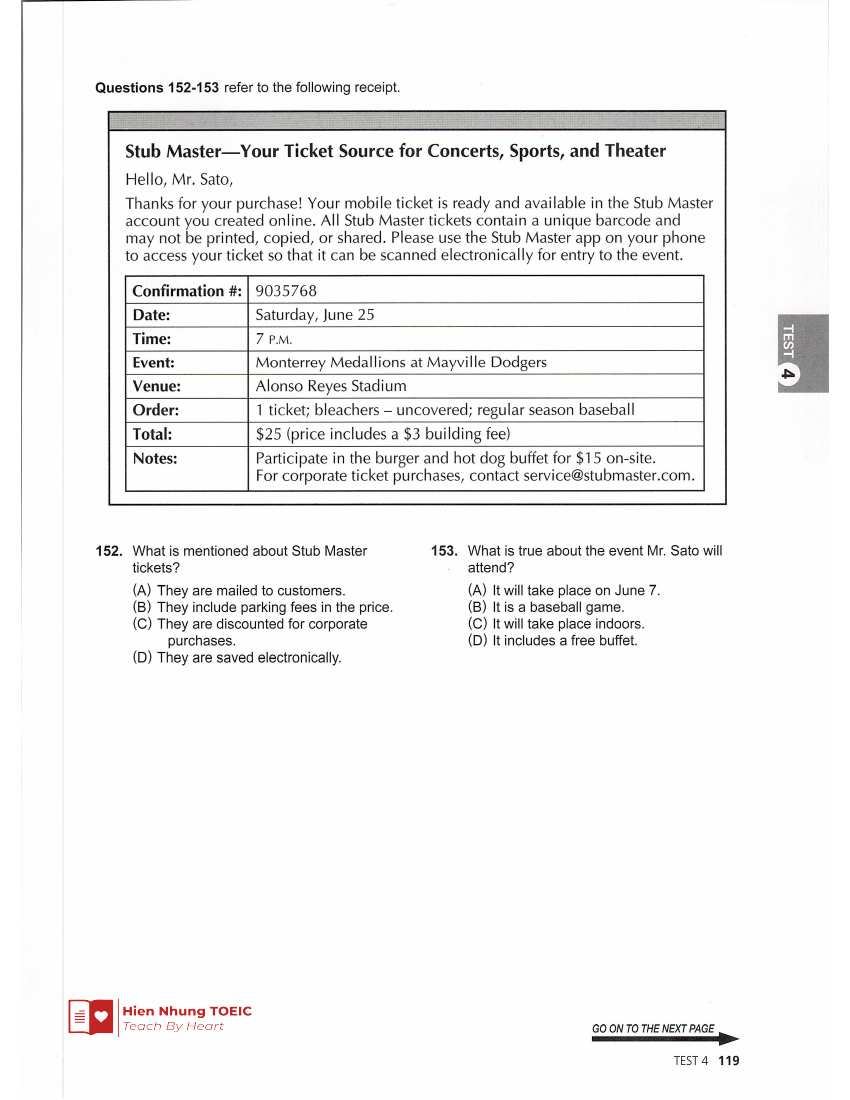 Questions 152-153 refer to the following receipt.
Stub Master—Your Ticket Source for Concerts, Sports, and Theater
Hello, Mr. Sato,
Thanks for your purchase! Your mobile ticket is ready and available in the Stub Master
account you created online. All Stub Master tickets contain a unique barcode and
may not be printed, copied, or shared. Please use the Stub Master app on your phone
to access your ticket so that it can be scanned electronically for entry to the event.
Confirmation #: 9035768
Date: Saturday, June 25
Time: 7 P.M.
Event: Monterrey Medallions at Mayville Dodgers
Venue: Alonso Reyes Stadium
Order: 1 ticket; bleachers – uncovered; regular season baseball
Total: $25 (price includes a $3 building fee)
Notes: Participate in the burger and hot dog buffet for $15 on-site.
For corporate ticket purchases, contact service@stubmaster.com.
TEST 4
152. What is mentioned about Stub Master
tickets?
(A) They are mailed to customers.
(B) They include parking fees in the price.
(C) They are discounted for corporate
purchases.
(D) They are saved electronically.
153. What is true about the event Mr. Sato will
attend?
(A) It will take place on June 7.
(B) It is a baseball game.
(C) It will take place indoors.
(D) It includes a free buffet.
Hien Nhung TOEIC
Teach By Heart
GO ON TO THE NEXT PAGE
TEST 4 119